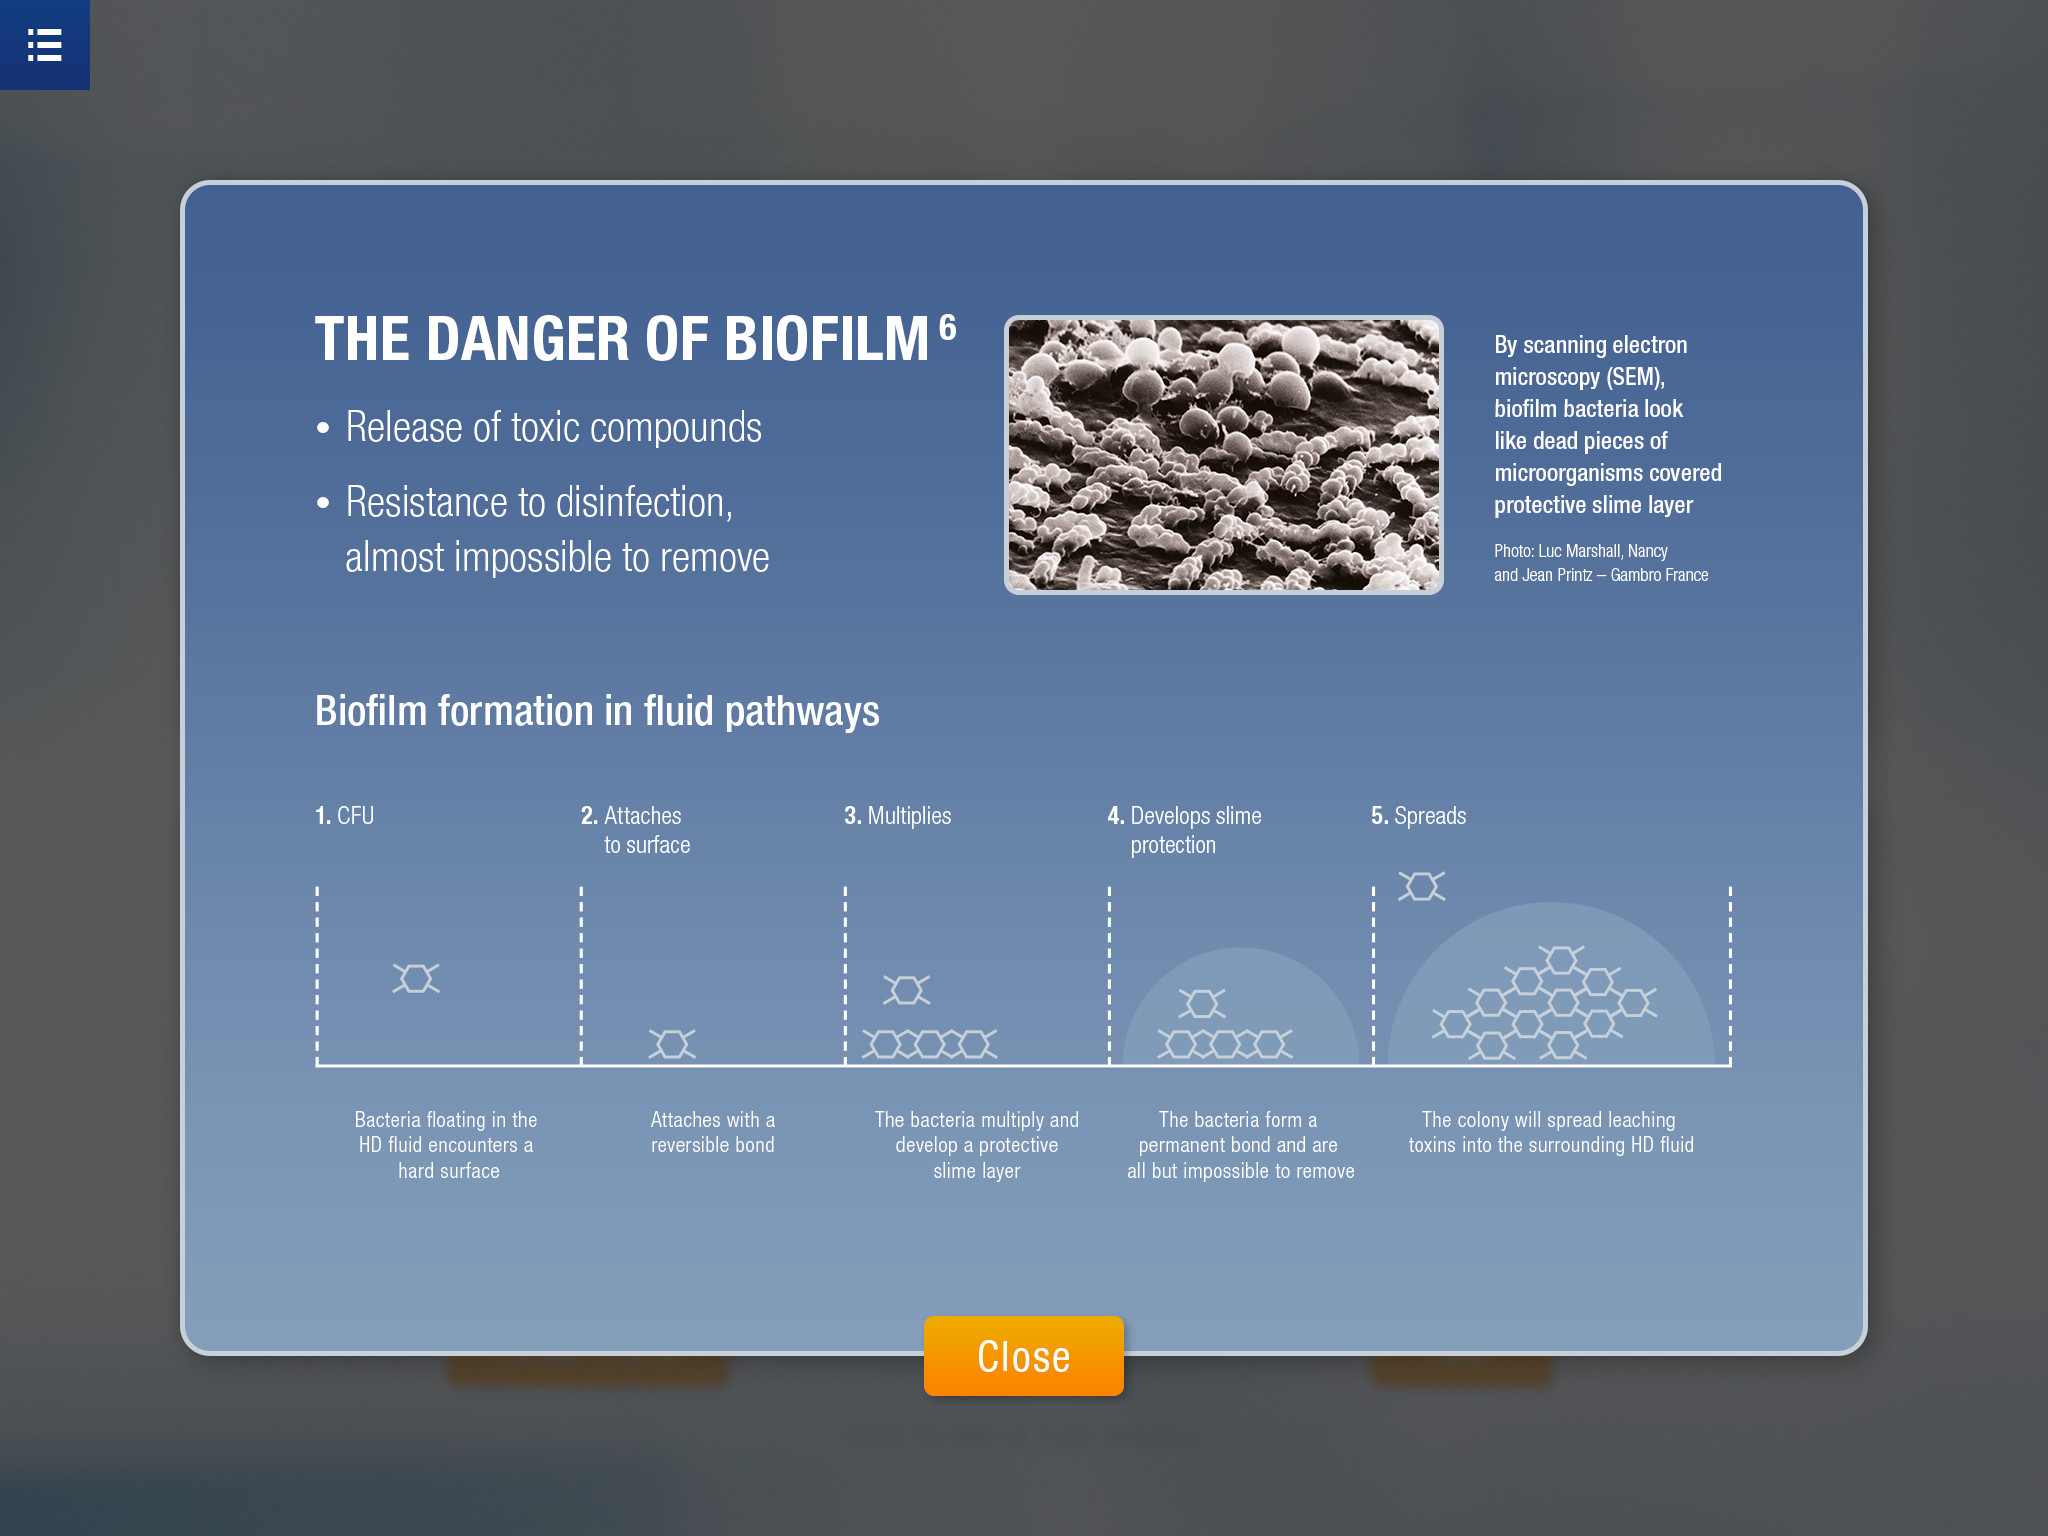 THE DANGER OF BIOFILM 6
• Release of toxic compounds
• Resistance to disinfection,
almost impossible to remove
By scanning electron
microscopy (SEM),
biofilm bacteria look
like dead pieces of
microorganisms covered
protective slime layer
Photo: Luc Marshall, Nancy
and Jean Printz – Gambro France
Biofilm formation in fluid pathways
1. CFU
2. Attaches
to surface
3. Multiplies
4. Develops slime
protection
5. Spreads
Bacteria floating in the
HD fluid encounters a
hard surface
Attaches with a
reversible bond
The bacteria multiply and
develop a protective
slime layer
The bacteria form a
permanent bond and are
all but impossible to remove
The colony will spread leaching
toxins into the surrounding HD fluid
Close